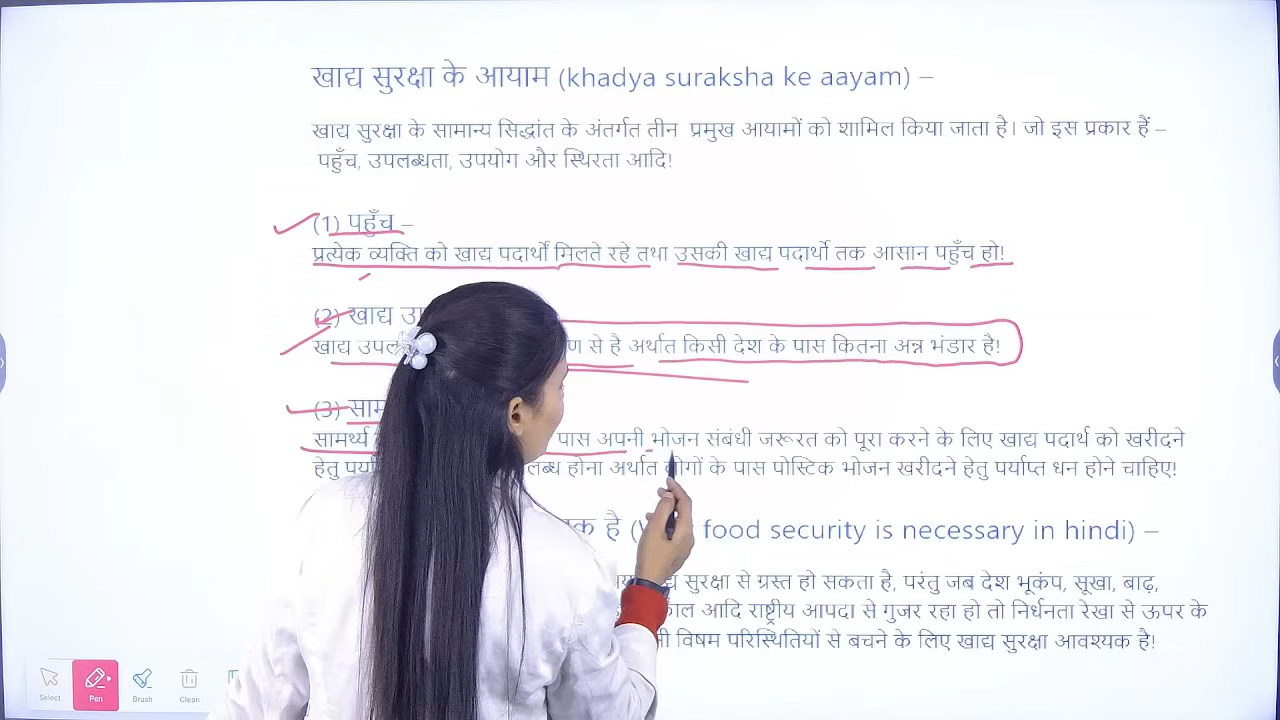 खाद्य सुरक्षा के आयाम (khadya suraksha ke aayam) –
खाद्य सुरक्षा के सामान्य सिद्धांत के अंतर्गत तीन प्रमुख आयामों को शामिल किया जाता है। जो इस प्रकार हैं –
पहुँच, उपलब्धता, उपयोग और स्थिरता आदि!
(1) पहुँच –
प्रत्येक व्यक्ति को खाद्य पदार्थों मिलते रहे तथा उसकी खाद्य पदार्थो तक आसान पहुँच हो!
(2) खाद्य
खाद्य से है अर्थात किसी देश के पास कितना अन्न भंडार है!
(3)
सामर्थ्य पास अपनी भोजन संबंधी जरूरत को पूरा करने के लिए खाद्य पदार्थ को खरीदने
हेतु होना अर्थात लोगों के पास पोस्टिक भोजन खरीदने हेतु पर्याप्त धन होने चाहिए!
है food security is necessary in hindi) –
सुरक्षा से ग्रस्त हो सकता है, परंतु जब देश भूकंप, सूखा, बाढ़,
आदि राष्ट्रीय आपदा से गुजर रहा हो तो निर्धनता रेखा से ऊपर के
विषम परिस्थितियों से बचने के लिए खाद्य सुरक्षा आवश्यक है!
Select
Pen
Brush
Clean